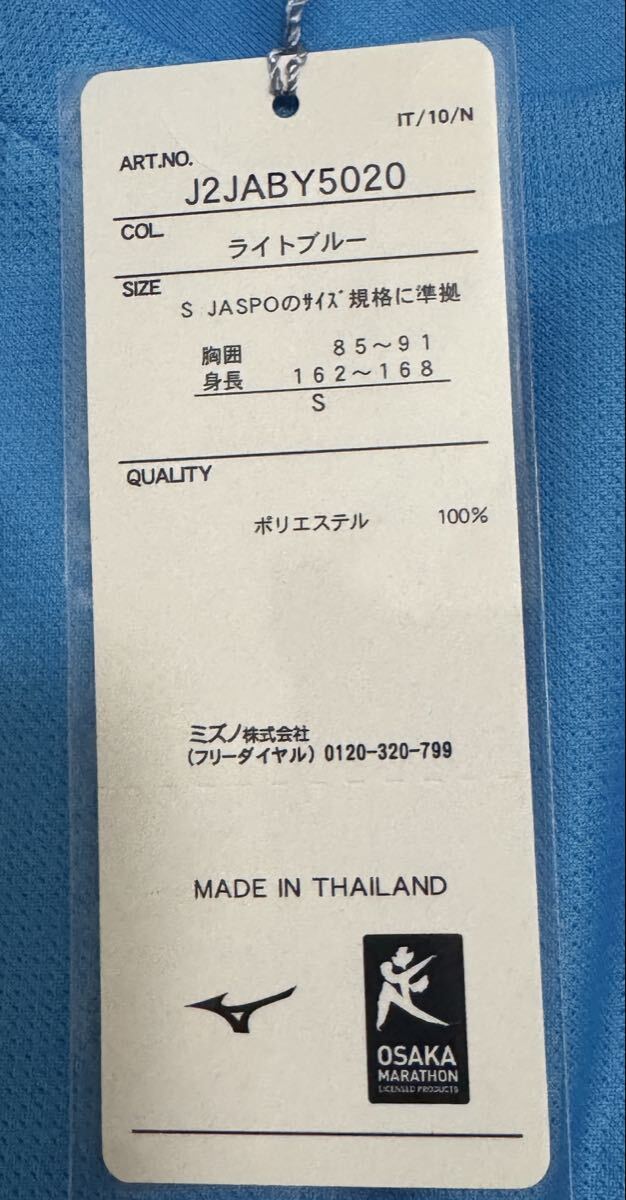 IT/10/N
ART.NO.
J2JABY5020
COL.
ライトブルー
SIZE
S JASPOのｻｲｽﾞ規格に準拠
胸囲 85～91
身長 162～168
S
QUALITY
ポリエステル 100%
ミズノ株式会社
(フリーダイヤル) 0120-320-799
MADE IN THAILAND
OSAKA
MARATHON
LICENSED PRODUCTS